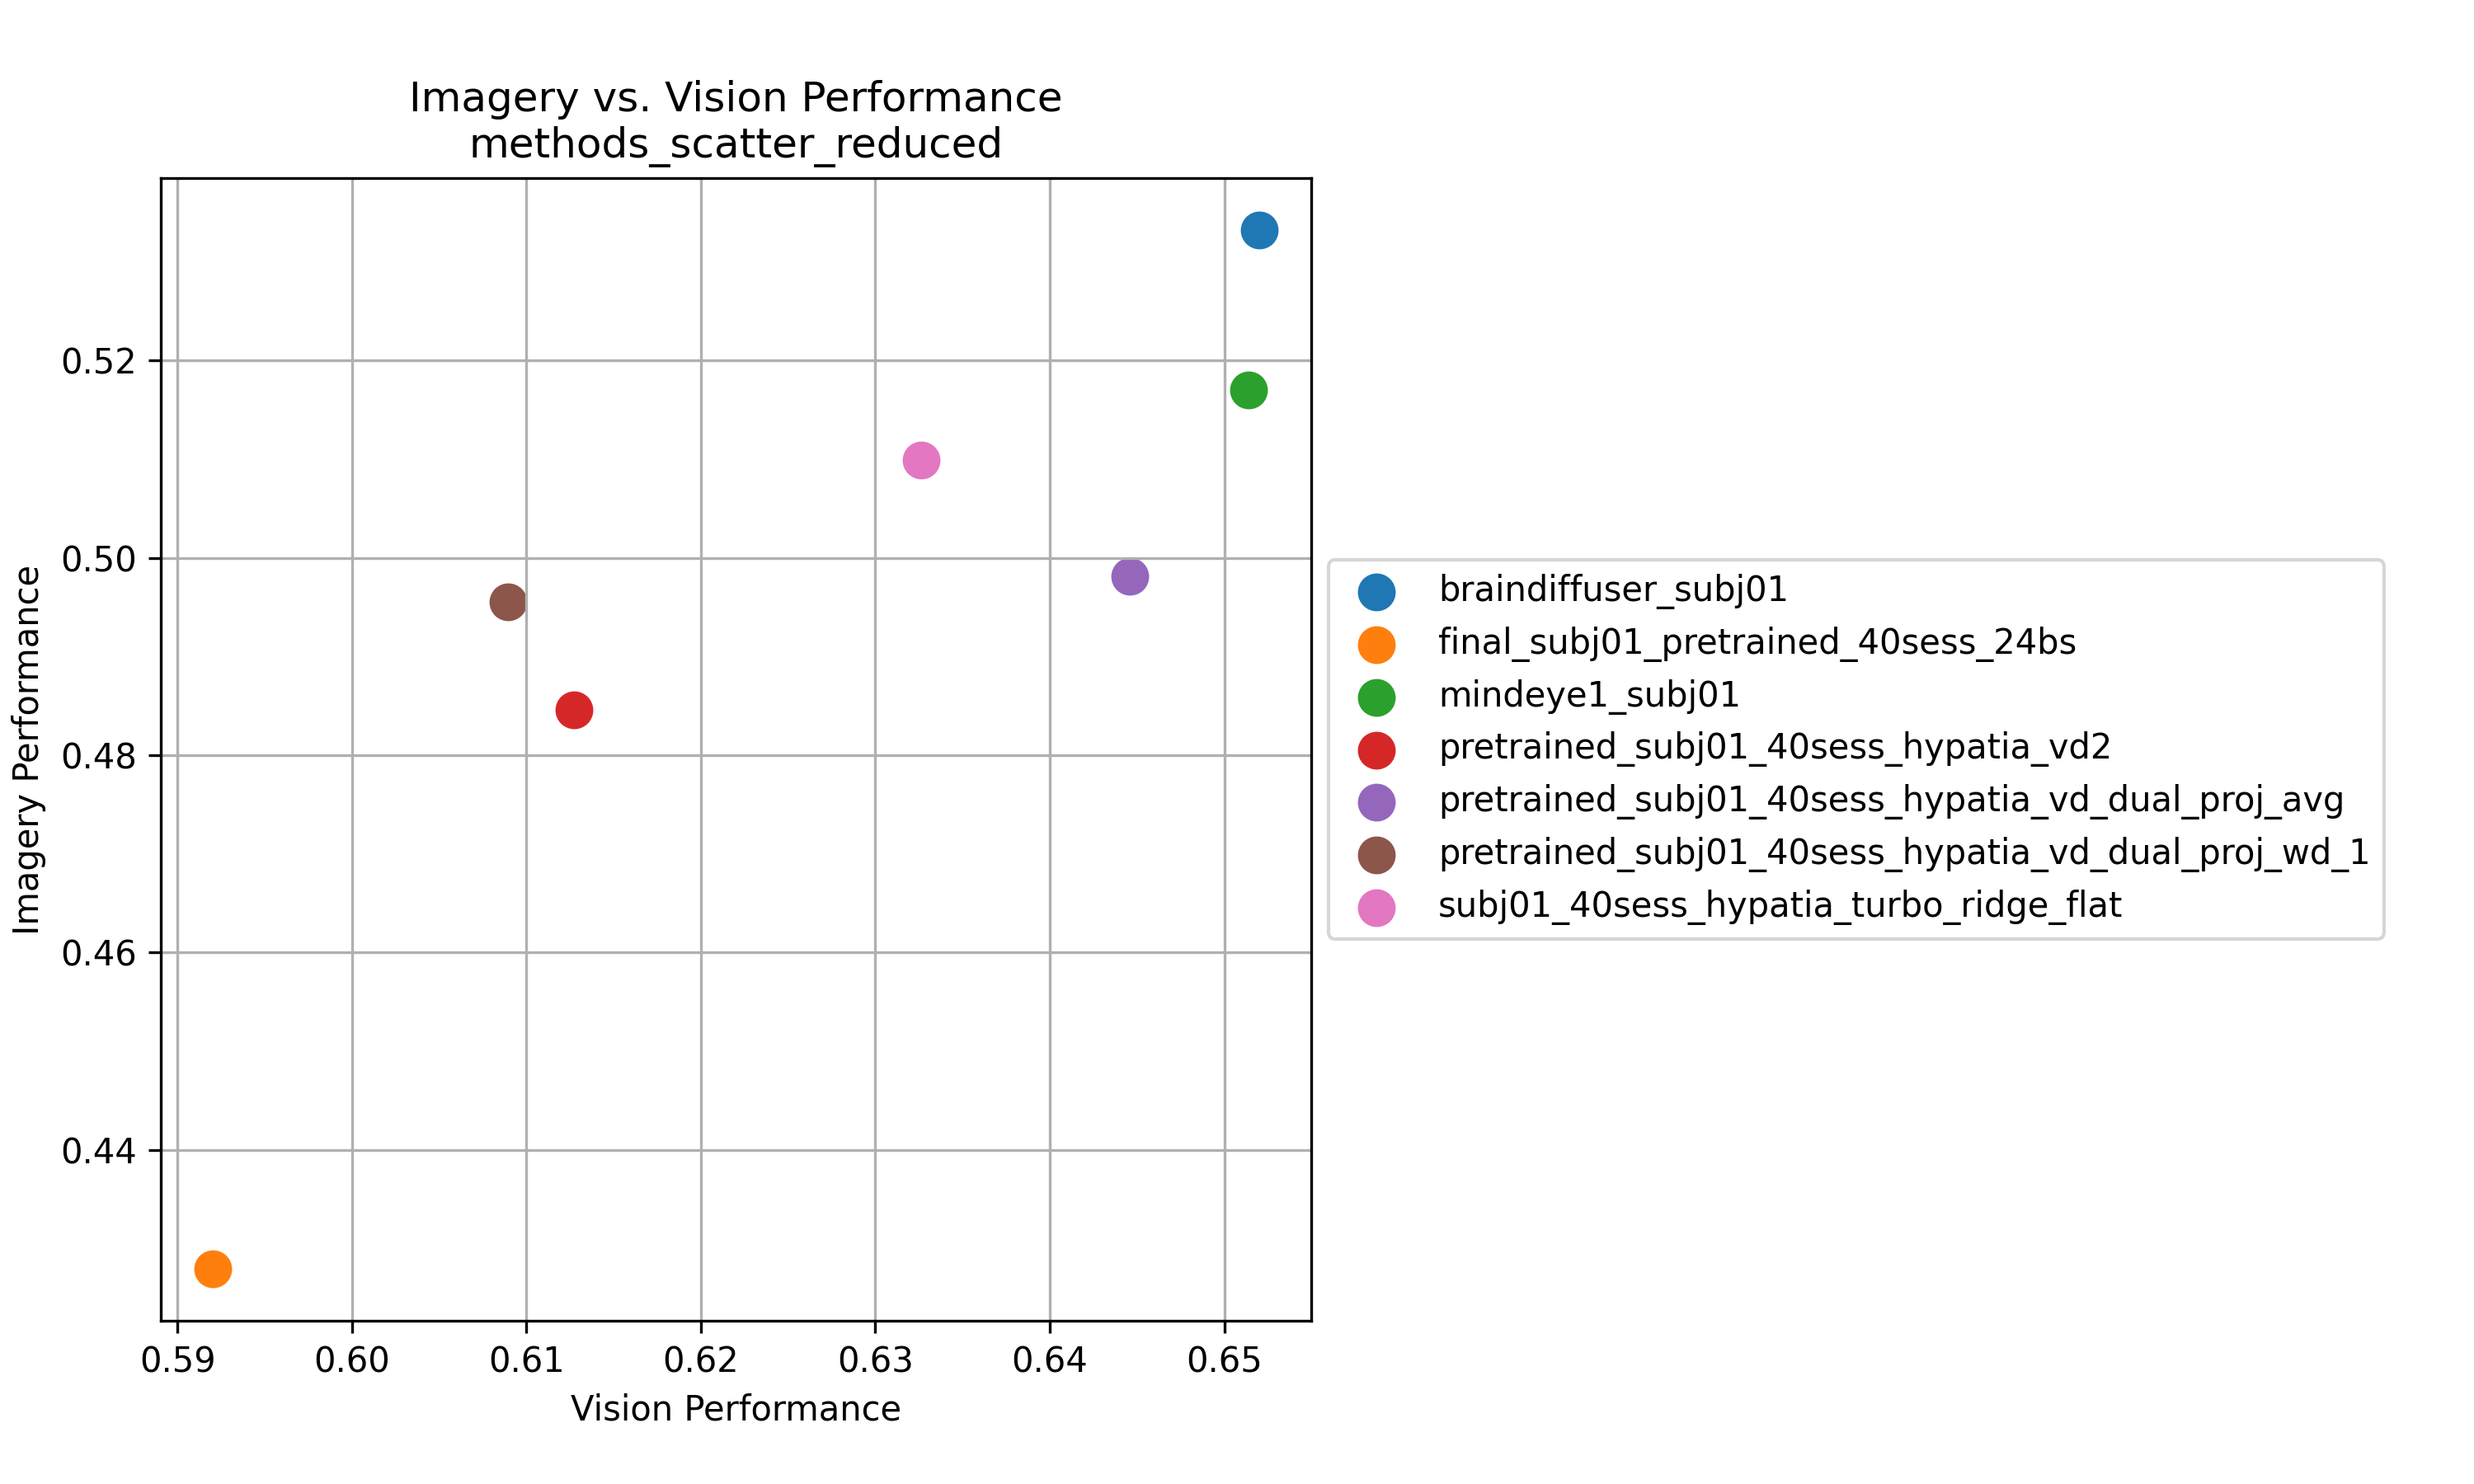 Imagery vs. Vision Performance
methods_scatter_reduced
Imagery Performance
0.52
0.50
0.48
0.46
0.44
0.59 0.60 0.61 0.62 0.63 0.64 0.65
Vision Performance
braindiffuser_subj01
final_subj01_pretrained_40sess_24bs
mindeye1_subj01
pretrained_subj01_40sess_hypatia_vd2
pretrained_subj01_40sess_hypatia_vd_dual_proj_avg
pretrained_subj01_40sess_hypatia_vd_dual_proj_wd_1
subj01_40sess_hypatia_turbo_ridge_flat